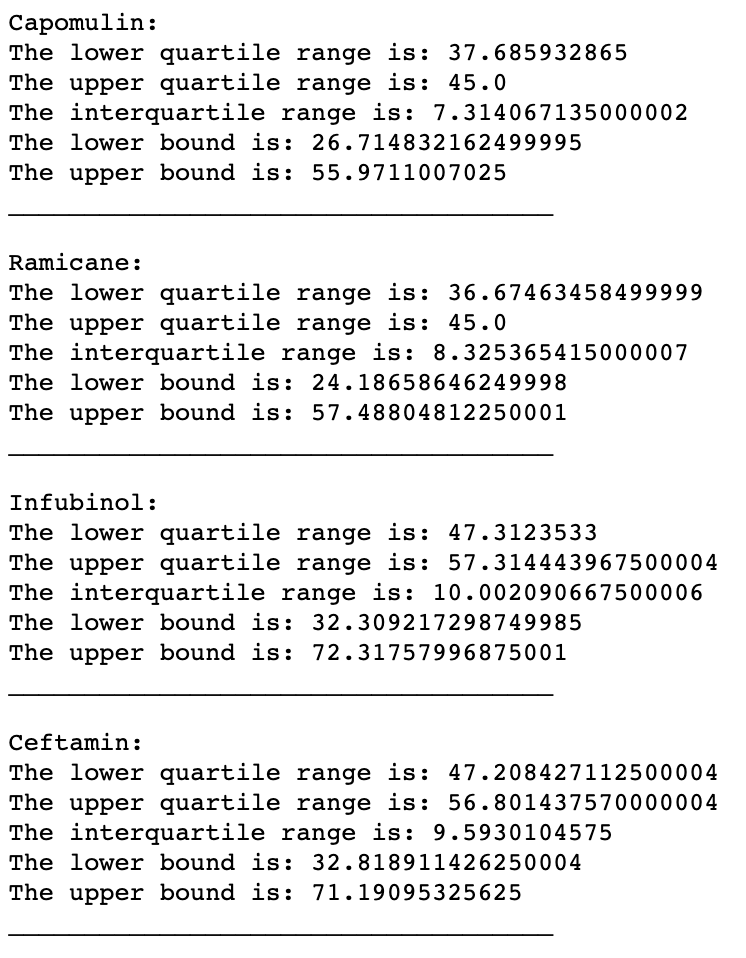 Capomulin:
The lower quartile range is: 37.685932865
The upper quartile range is: 45.0
The interquartile range is: 7.314067135000002
The lower bound is: 26.714832162499995
The upper bound is: 55.9711007025
____________________________________
Ramicane:
The lower quartile range is: 36.67463458499999
The upper quartile range is: 45.0
The interquartile range is: 8.325365415000007
The lower bound is: 24.18658646249998
The upper bound is: 57.48804812250001
____________________________________
Infubinol:
The lower quartile range is: 47.3123533
The upper quartile range is: 57.314443967500004
The interquartile range is: 10.002090667500006
The lower bound is: 32.309217298749985
The upper bound is: 72.31757996875001
____________________________________
Ceftamin:
The lower quartile range is: 47.208427112500004
The upper quartile range is: 56.801437570000004
The interquartile range is: 9.5930104575
The lower bound is: 32.818911426250004
The upper bound is: 71.19095325625
____________________________________